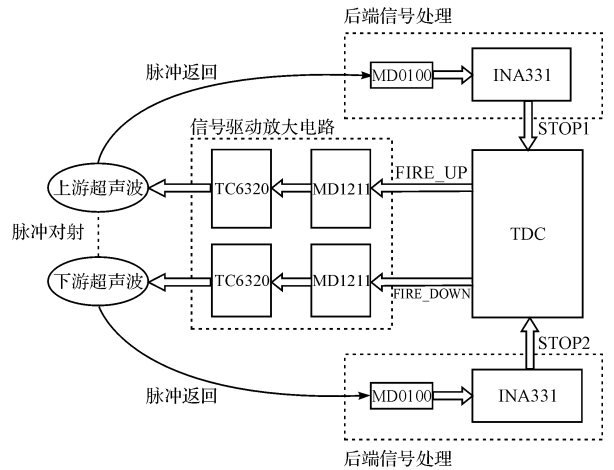 后端信号处理
脉冲返回
MD0100
INA331
信号驱动放大电路
STOP1
上游超声波
TC6320
MD1211
FIRE_UP
脉冲对射
TDC
下游超声波
TC6320
MD1211
FIRE_DOWN
STOP2
脉冲返回
MD0100
INA331
后端信号处理